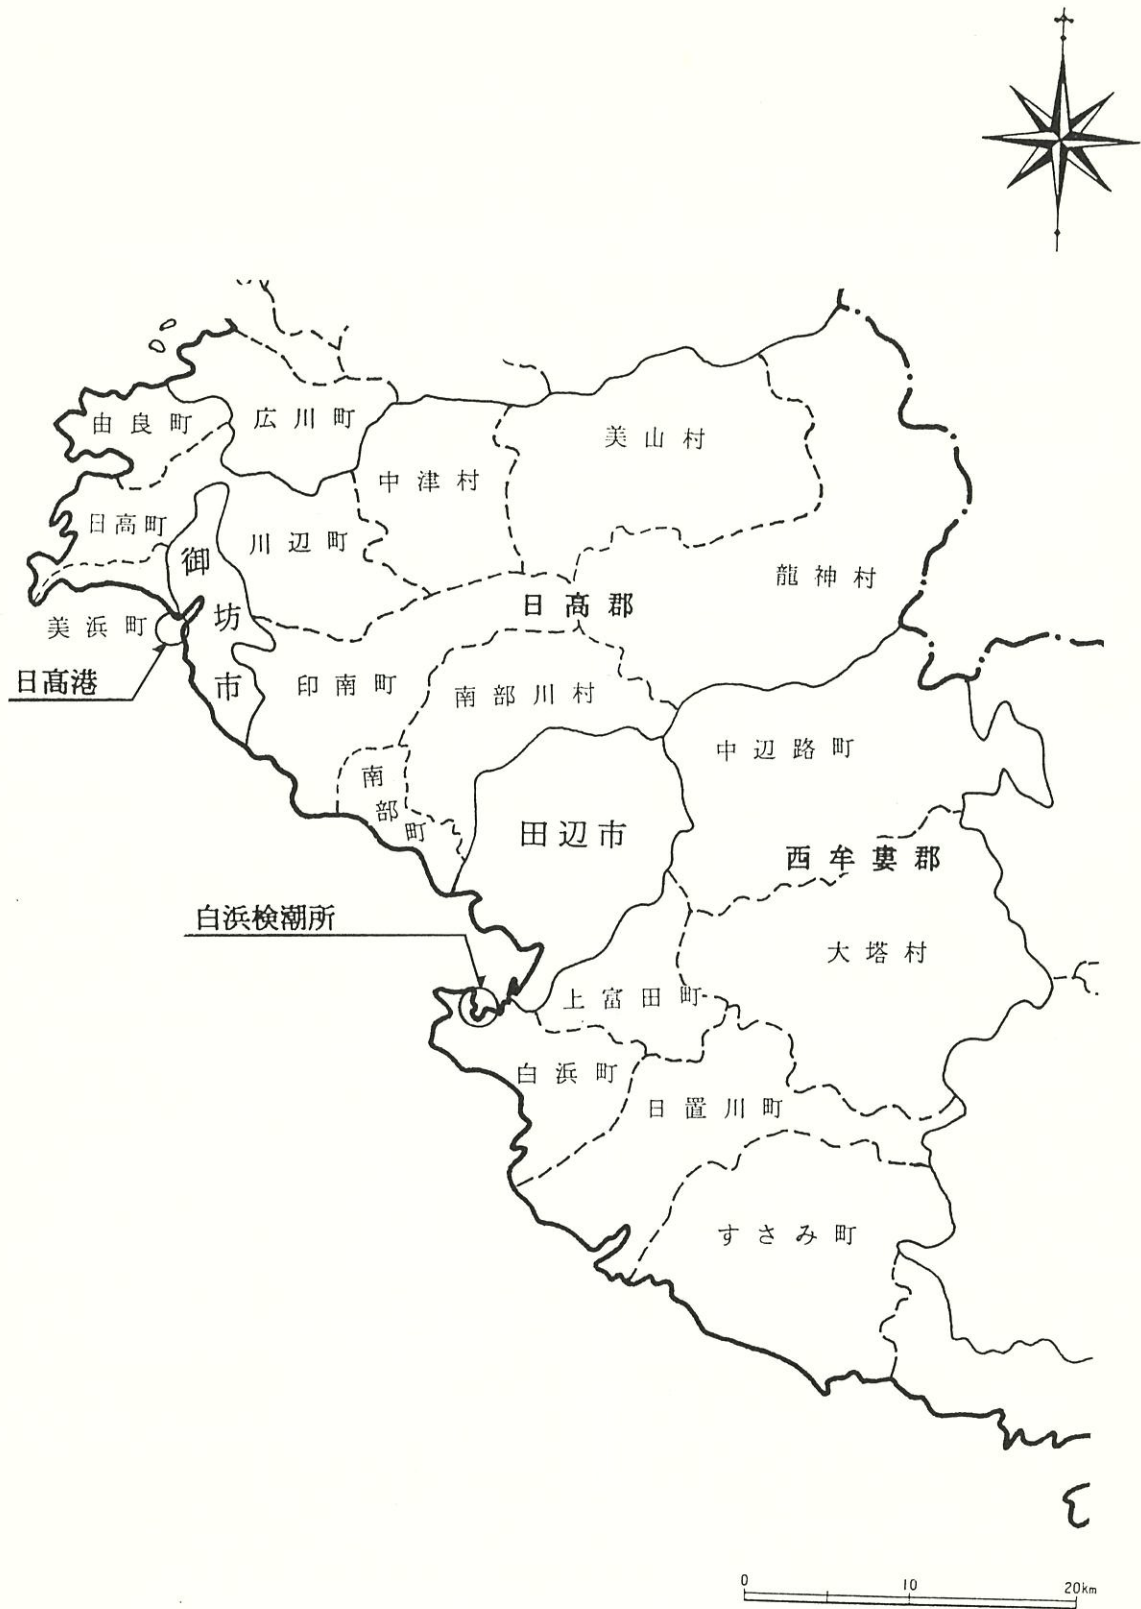 由良町
広川町
美山村
中津村
日高町
川辺町
御坊市
龍神村
日高郡
美浜町
日高港
印南町
南部川村
中辺路町
南部町
田辺市
西牟婁郡
白浜検潮所
大塔村
上富田町
白浜町
日置川町
すさみ町
0 10 20km